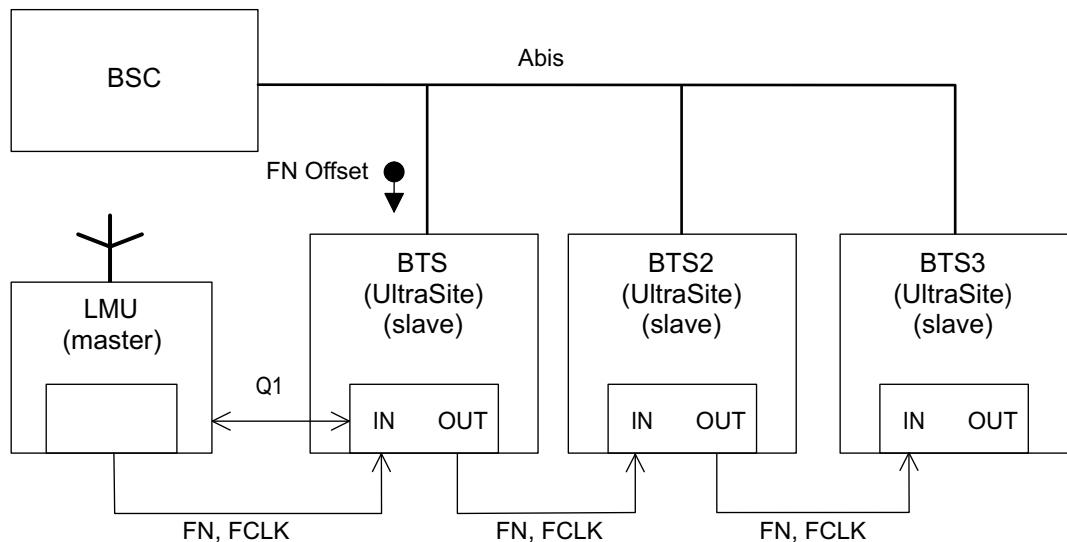 BSC
Abis
FN Offset
LMU
(master)
BTS
(UltraSite)
(slave)
BTS2
(UltraSite)
(slave)
BTS3
(UltraSite)
(slave)
Q1
IN OUT
IN OUT
IN OUT
FN, FCLK
FN, FCLK
FN, FCLK